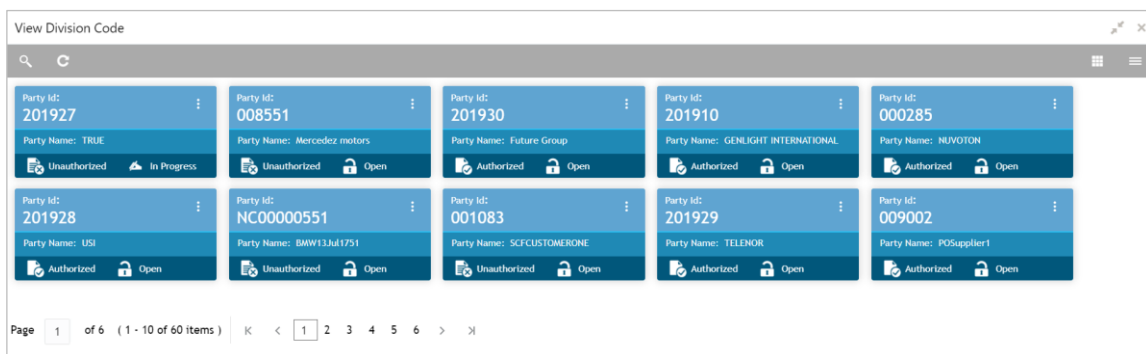 View Division Code
Party Id: Party Id: Party Id: Party Id: Party Id:
201927 008551 201930 201910 000285
Party Name: TRUE Party Name: Mercedez motors Party Name: Future Group Party Name: GENLIGHT INTERNATIONAL Party Name: NUVOTON
Unauthorized In Progress Unauthorized Open Authorized Open Authorized Open Authorized Open
Party Id: Party Id: Party Id: Party Id: Party Id:
201928 NC00000551 001083 201929 009002
Party Name: USI Party Name: BMW13Jul1751 Party Name: SCFCUSTOMERONE Party Name: TELENOR Party Name: POSupplier1
Authorized Open Unauthorized Open Unauthorized Open Authorized Open Authorized Open
Page 1 of 6 ( 1 - 10 of 60 items ) 1 2 3 4 5 6